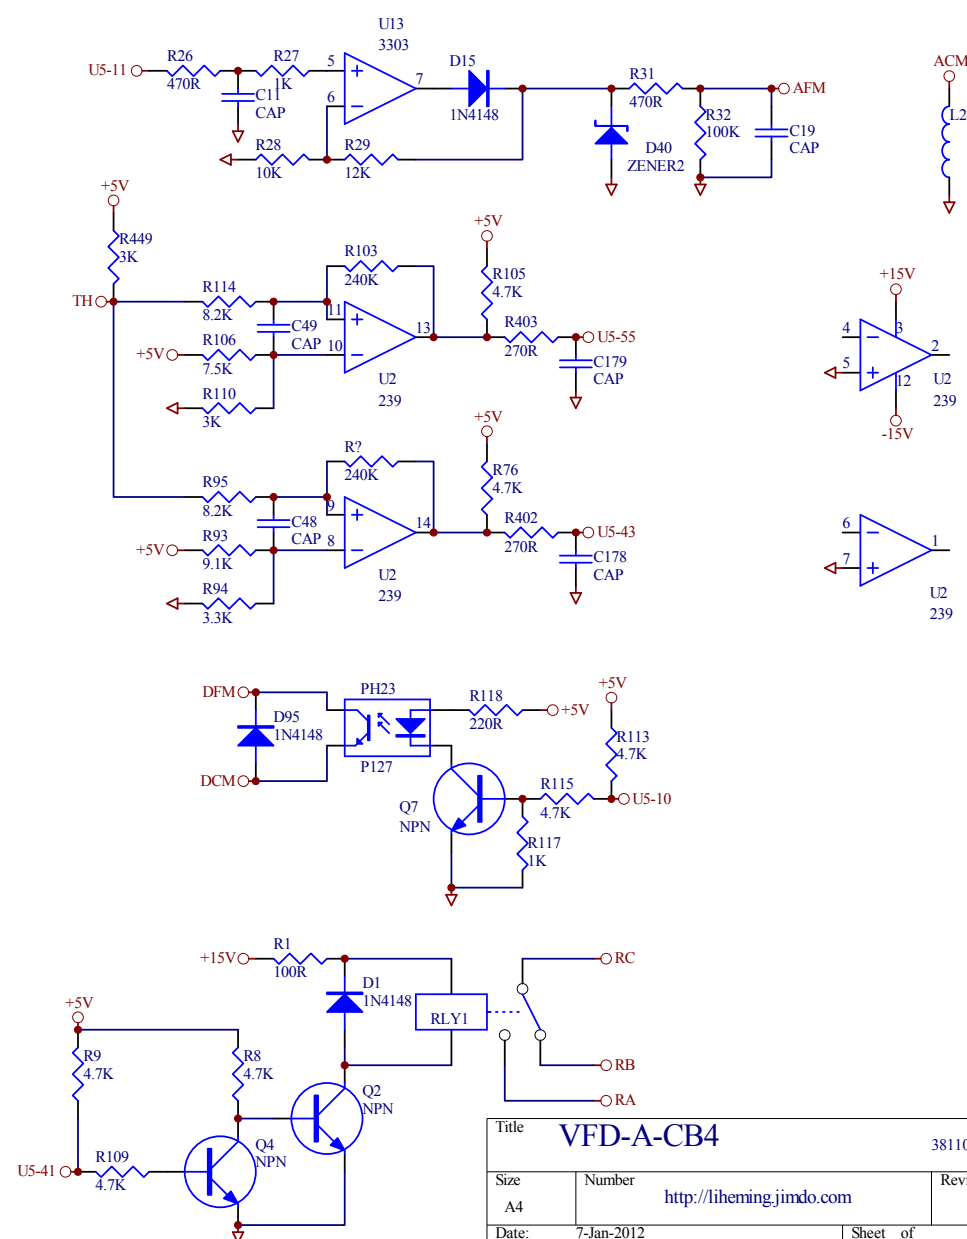 U13
3303
U5-11
R26
470R
R27
1K
C11
CAP
5
6
7
D15
1N4148
R28
10K
R29
12K
R31
470R
AFM
R32
100K
C19
CAP
D40
ZENER2
ACM
L2
+5V
R449
3K
TH
R114
8.2K
R103
240K
C49
CAP
R106
7.5K
+5V
R110
3K
11
10
13
U2
239
+5V
R105
4.7K
R403
270R
U5-55
C179
CAP
+15V
4
5
3
2
12
U2
239
-15V
R95
8.2K
R?
240K
C48
CAP
+5V
R93
9.1K
R94
3.3K
9
8
14
U2
239
+5V
R76
4.7K
R402
270R
U5-43
C178
CAP
6
7
1
U2
239
DFM
D95
1N4148
DCM
PH23
P127
R118
220R
+5V
+5V
R113
4.7K
Q7
NPN
R115
4.7K
U5-10
R117
1K
+15V
R1
100R
D1
1N4148
RLY1
RC
RB
RA
+5V
R9
4.7K
R8
4.7K
Q2
NPN
Q4
NPN
U5-41
R109
4.7K
Title
VFD-A-CB4
38110
Size
A4
Number
http://liheming.jimdo.com
Revi
Date:
7-Jan-2012
Sheet of